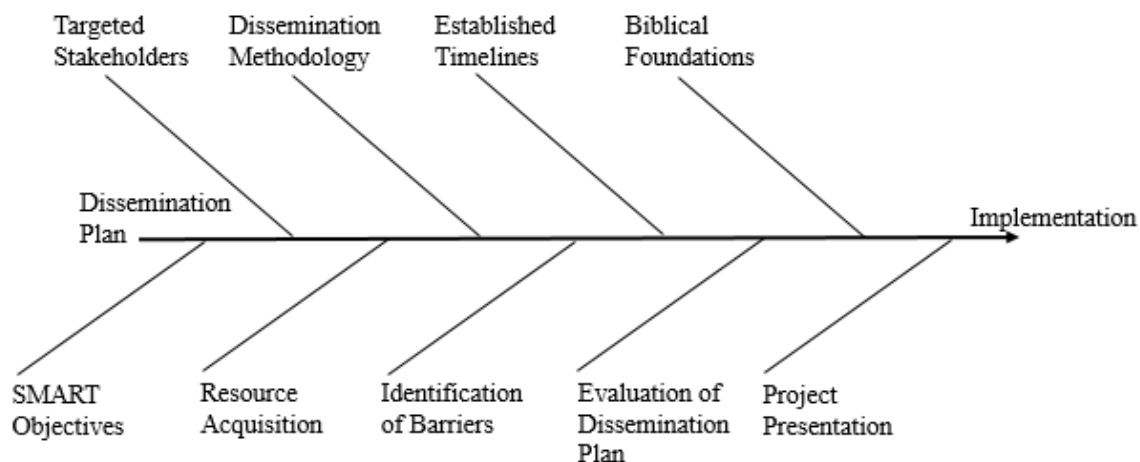 Targeted
Stakeholders
Dissemination
Methodology
Established
Timelines
Biblical
Foundations
Dissemination
Plan
Implementation
SMART
Objectives
Resource
Acquisition
Identification
of Barriers
Evaluation of
Dissemination
Plan
Project
Presentation